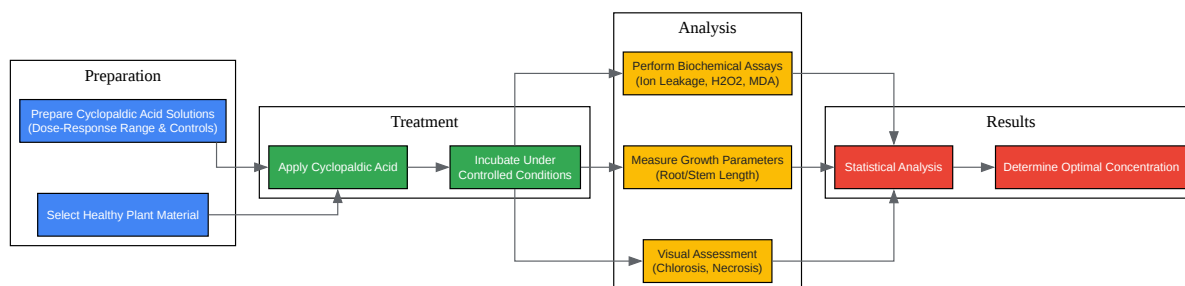 Preparation
Prepare Cyclopaldic Acid Solutions
(Dose-Response Range & Controls)
Select Healthy Plant Material
Treatment
Apply Cyclopaldic Acid
Incubate Under
Controlled Conditions
Analysis
Perform Biochemical Assays
(Ion Leakage, H2O2, MDA)
Measure Growth Parameters
(Root/Stem Length)
Visual Assessment
(Chlorosis, Necrosis)
Results
Statistical Analysis
Determine Optimal Concentration